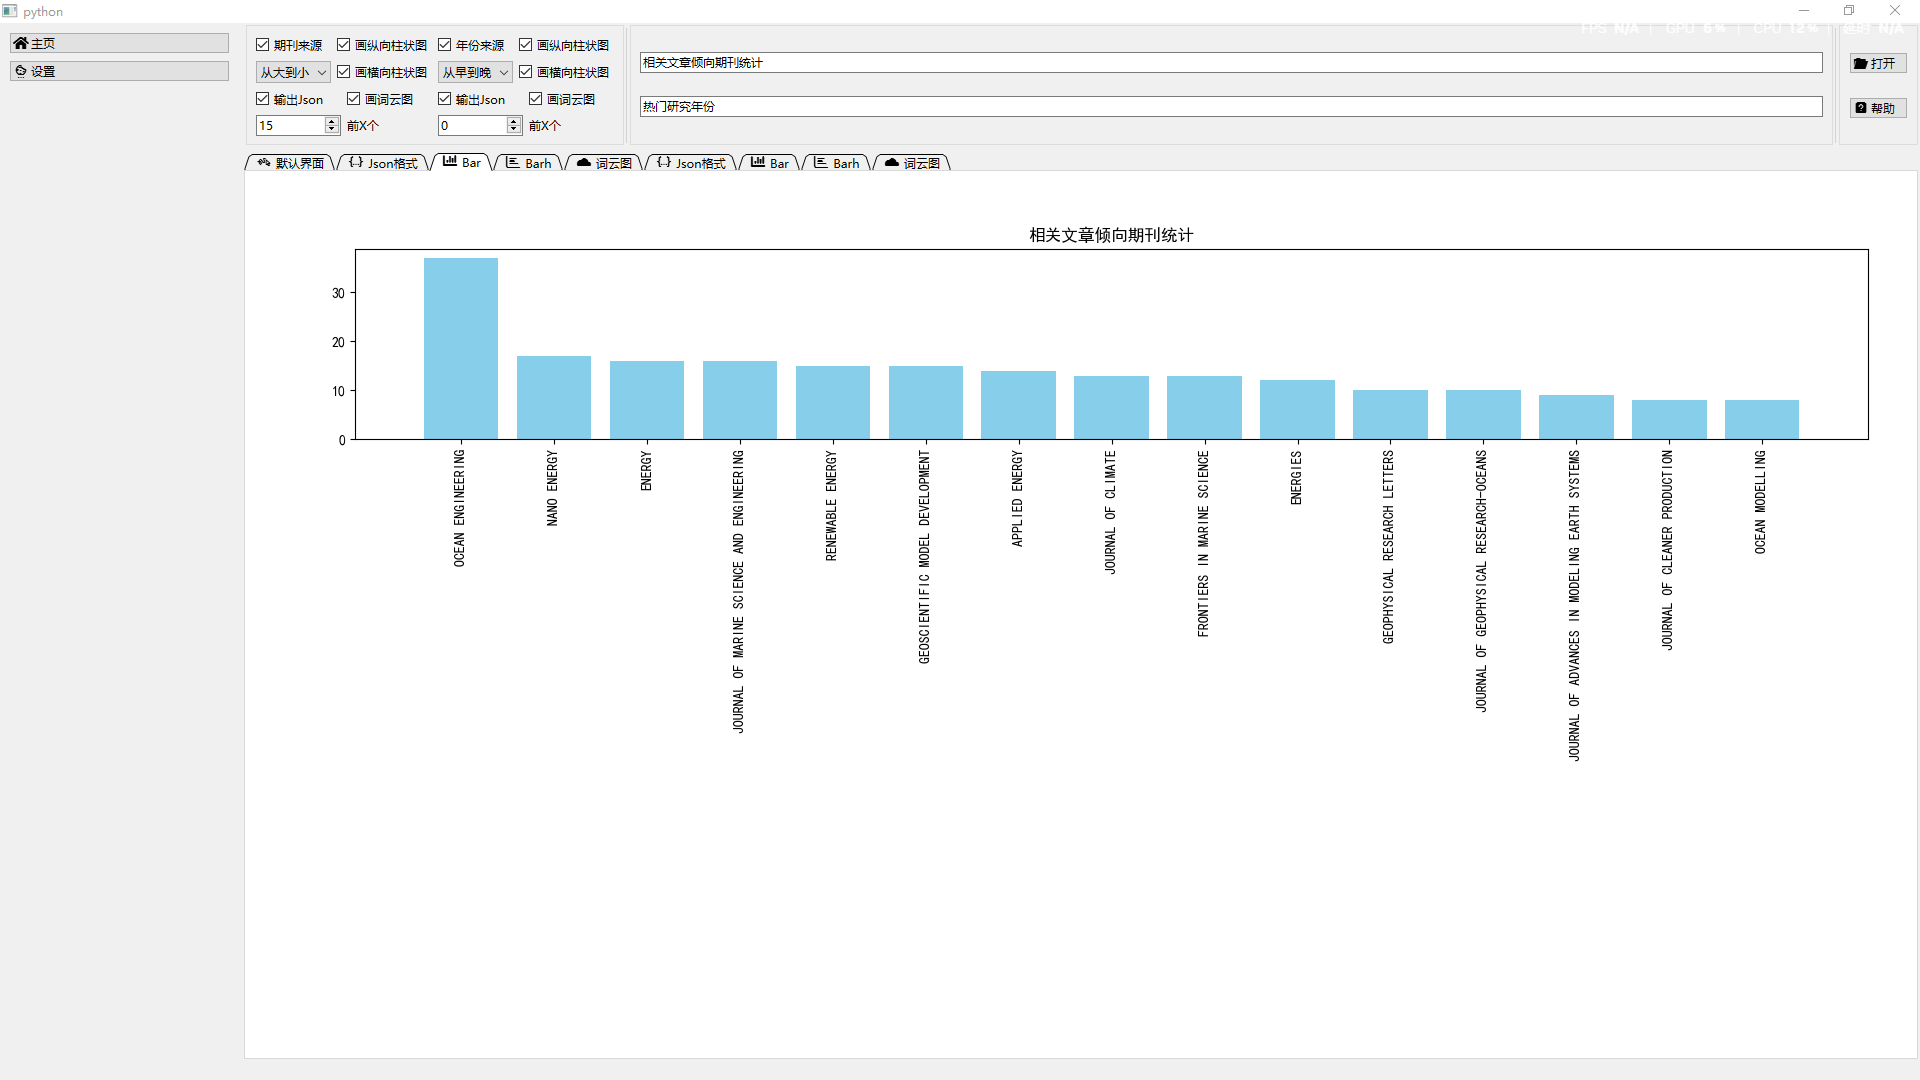 python
FPS N/A | GPU 6% | CPU 12% | 延时 N/A
主页
设置
期刊来源 画纵向柱状图 年份来源 画纵向柱状图
从大到小 画横向柱状图 从早到晚 画横向柱状图
输出Json 画词云图 输出Json 画词云图
15 前X个 0 前X个
相关文章倾向期刊统计
热门研究年份
打开
帮助
默认界面 Json格式 Bar Barh 词云图 Json格式 Bar Barh 词云图
相关文章倾向期刊统计
30
20
10
0
OCEAN ENGINEERING
NANO ENERGY
ENERGY
JOURNAL OF MARINE SCIENCE AND ENGINEERING
RENEWABLE ENERGY
GEOSCIENTIFIC MODEL DEVELOPMENT
APPLIED ENERGY
JOURNAL OF CLIMATE
FRONTIERS IN MARINE SCIENCE
ENERGIES
GEOPHYSICAL RESEARCH LETTERS
JOURNAL OF GEOPHYSICAL RESEARCH-OCEANS
JOURNAL OF ADVANCES IN MODELING EARTH SYSTEMS
JOURNAL OF CLEANER PRODUCTION
OCEAN MODELLING